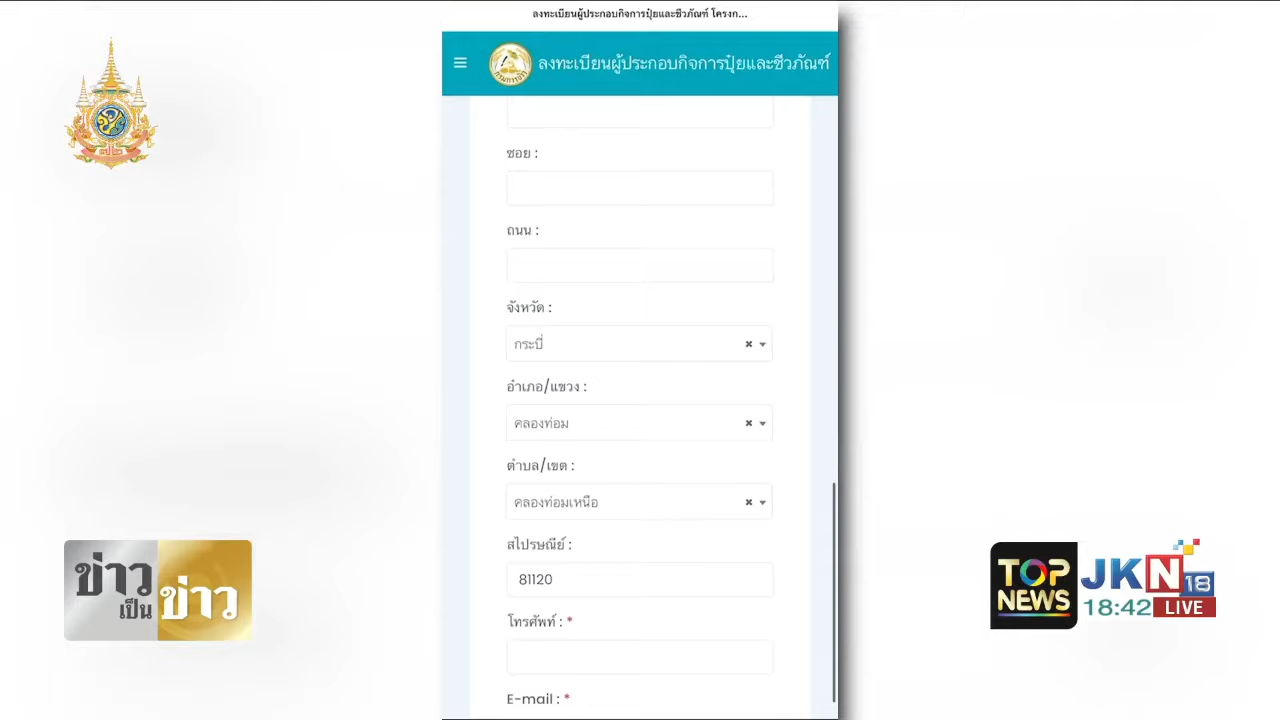 ลงทะเบียนผู้ประกอบกิจการปุ๋ยและชีวภัณฑ์ โครงก...
ลงทะเบียนผู้ประกอบกิจการปุ๋ยและชีวภัณฑ์
ซอย :
ถนน :
จังหวัด :
กระบี่
อำเภอ/แขวง :
คลองท่อม
ตำบล/เขต :
คลองท่อมเหนือ
สไปรษณีย์ :
81120
โทรศัพท์ : *
E-mail : *
ข่าว
เป็น
ข่าว
TOP
NEWS
JKN18
18:42 LIVE